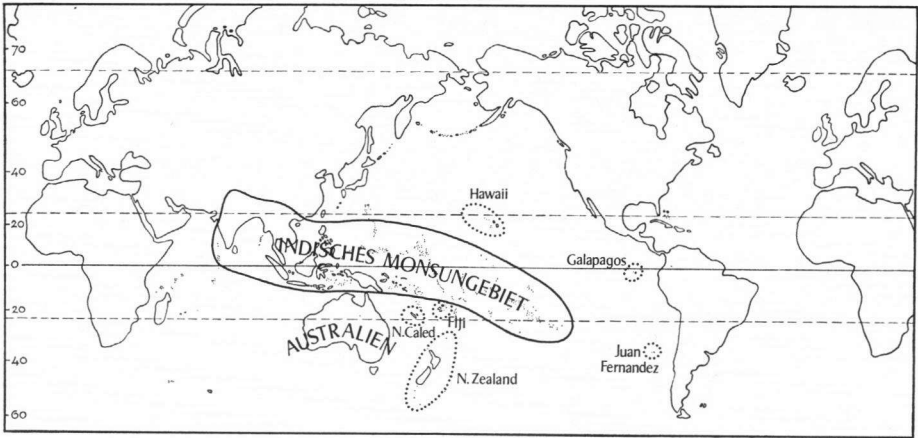 70
60
40
20
0
20
40
60
Hawaii
INDISCHES MONSUNGEBIET
Galapagos
AUSTRALIEN
N.Caled
Fiji
Juan
Fernandez
N. Zealand